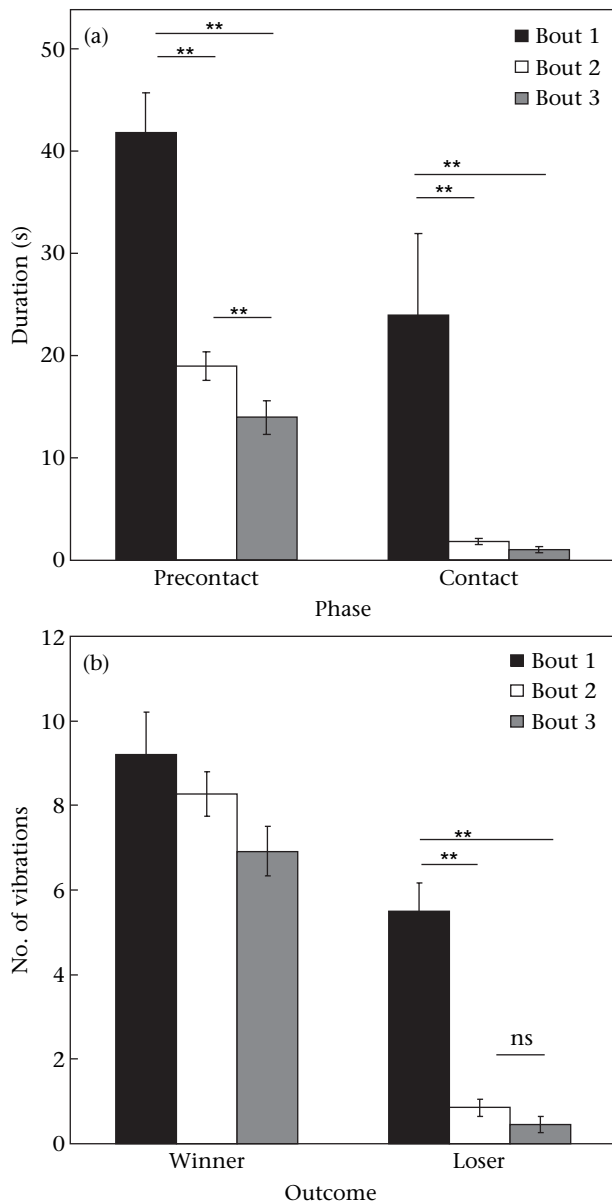 (a)
**
**
Bout 1
Bout 2
Bout 3
50
40
30
20
10
0
**
**
**
Duration (s)
Precontact
Contact
Phase
(b)
Bout 1
Bout 2
Bout 3
12
10
8
6
4
2
0
**
**
ns
No. of vibrations
Winner
Loser
Outcome